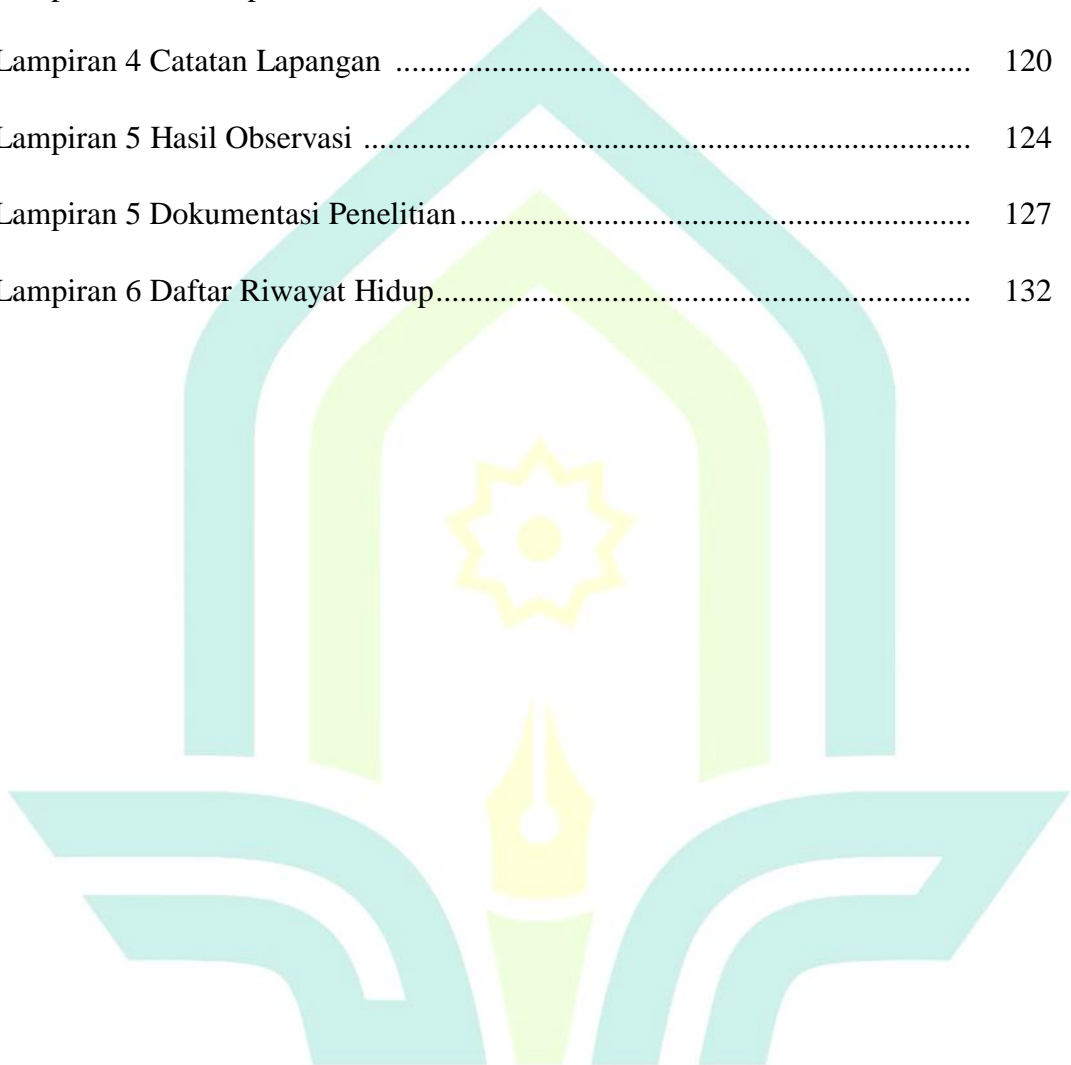 Lampiran 4 Catatan Lapangan ........................................................................ 120
Lampiran 5 Hasil Observasi ............................................................................ 124
Lampiran 5 Dokumentasi Penelitian................................................................ 127
Lampiran 6 Daftar Riwayat Hidup................................................................... 132